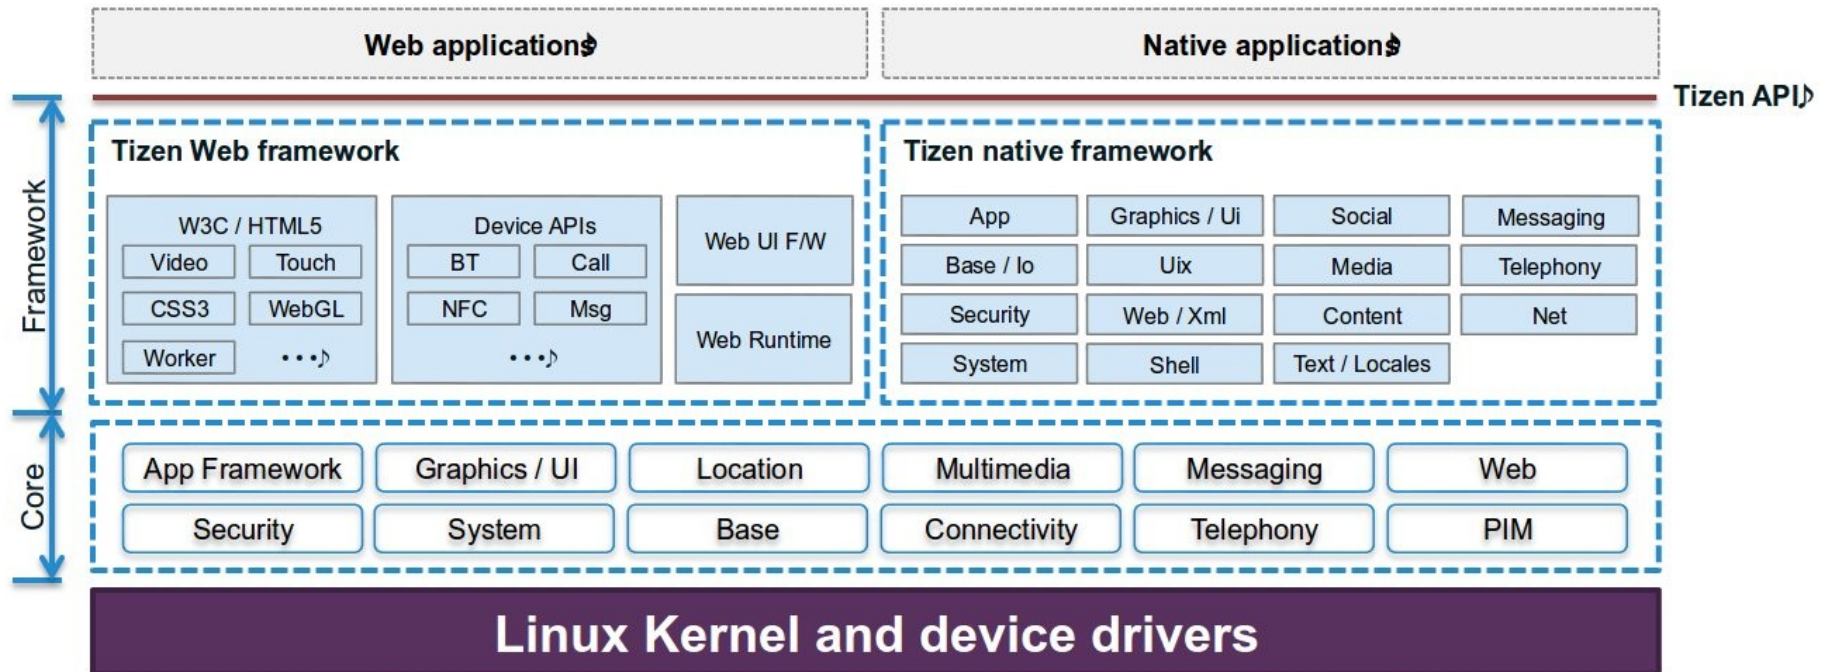 Web applications♪
Native applications♪
Tizen API♪
Framework
Tizen Web framework
W3C / HTML5
Video
Touch
CSS3
WebGL
Worker
•••♪
Device APIs
BT
Call
NFC
Msg
•••♪
Web UI F/W
Web Runtime
Tizen native framework
App
Graphics / Ui
Social
Messaging
Base / Io
Uix
Media
Telephony
Security
Web / Xml
Content
Net
System
Shell
Text / Locales
Core
App Framework
Graphics / UI
Location
Multimedia
Messaging
Web
Security
System
Base
Connectivity
Telephony
PIM
Linux Kernel and device drivers